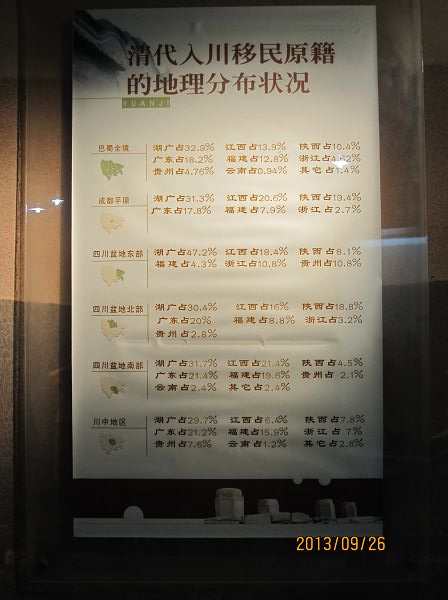 清代入川移民原籍
的地理分布状况
YUANJI
巴蜀全境 湖广占32.9% 江西占13.9% 陕西占10.4%
广东占18.2% 福建占12.8% 浙江占4.62%
贵州占4.75% 云南占0.94% 其它占1.4%
成都平原 湖广占31.3% 江西占20.6% 陕西占19.4%
广东占17.8% 福建占7.9% 浙江占2.7%
四川盆地东部 湖广占47.2% 江西占18.4% 陕西占8.1%
福建占4.3% 浙江占10.8% 贵州占10.8%
四川盆地北部 湖广占30.4% 江西占16% 陕西占18.8%
广东占20% 福建占8.8% 浙江占3.2%
贵州占2.8%
四川盆地南部 湖广占31.7% 江西占21.4% 陕西占4.5%
广东占21.4% 福建占19.6% 贵州占 2.1%
云南占2.4% 其它占2.4%
川中地区 湖广占29.7% 江西占6.4% 陕西占7.8%
广东占21.2% 福建占15.9% 浙江占 7%
贵州占7.6% 云南占1.2% 其它占2.8%
2013/09/26